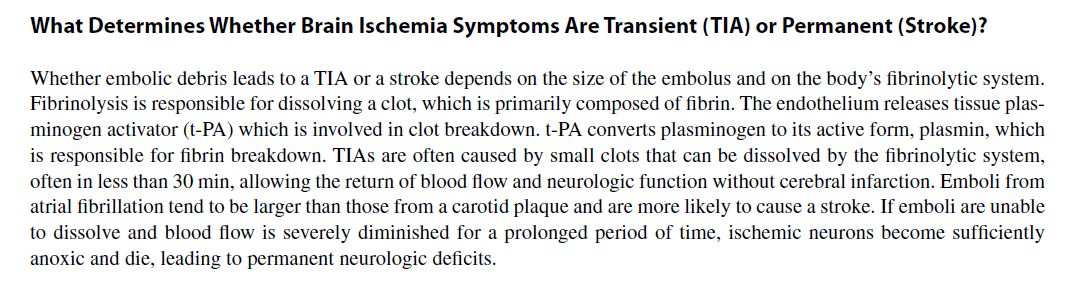 What Determines Whether Brain Ischemia Symptoms Are Transient (TIA) or Permanent (Stroke)?
Whether embolic debris leads to a TIA or a stroke depends on the size of the embolus and on the body’s fibrinolytic system.
Fibrinolysis is responsible for dissolving a clot, which is primarily composed of fibrin. The endothelium releases tissue plas-
minogen activator (t-PA) which is involved in clot breakdown. t-PA converts plasminogen to its active form, plasmin, which
is responsible for fibrin breakdown. TIAs are often caused by small clots that can be dissolved by the fibrinolytic system,
often in less than 30 min, allowing the return of blood flow and neurologic function without cerebral infarction. Emboli from
atrial fibrillation tend to be larger than those from a carotid plaque and are more likely to cause a stroke. If emboli are unable
to dissolve and blood flow is severely diminished for a prolonged period of time, ischemic neurons become sufficiently
anoxic and die, leading to permanent neurologic deficits.